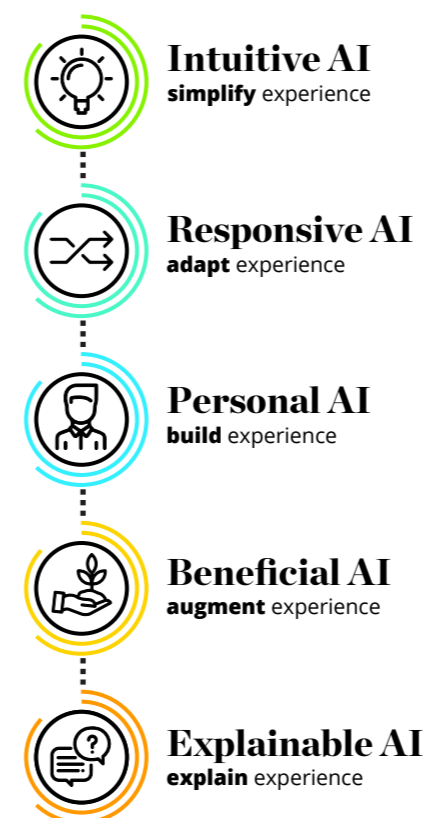 Intuitive AI
simplify experience
Responsive AI
adapt experience
Personal AI
build experience
Beneficial AI
augment experience
?
Explainable AI
explain experience